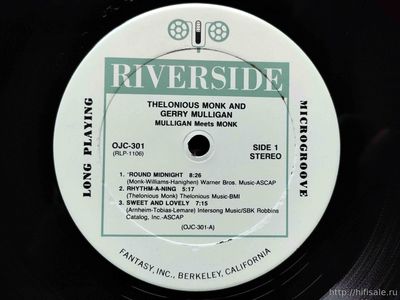 RIVERSIDE
LONG PLAYING
MICROGROOVE
THELONIOUS MONK AND
GERRY MULLIGAN
MULLIGAN Meets MONK
OJC-301
(RLP-1106)
SIDE 1
STEREO
1. 'ROUND MIDNIGHT 8:26
(Monk-Williams-Hanighen) Warner Bros. Music-ASCAP
2. RHYTHM-A-NING 5:17
(Thelonious Monk) Thelonious Music-BMI
3. SWEET AND LOVELY 7:15
(Arnheim-Tobias-Lemare) Intersong Music/SBK Robbins
Catalog, Inc.-ASCAP
(OJC-301-A)
FANTASY, INC., BERKELEY, CALIFORNIA
http://hifisale.ru